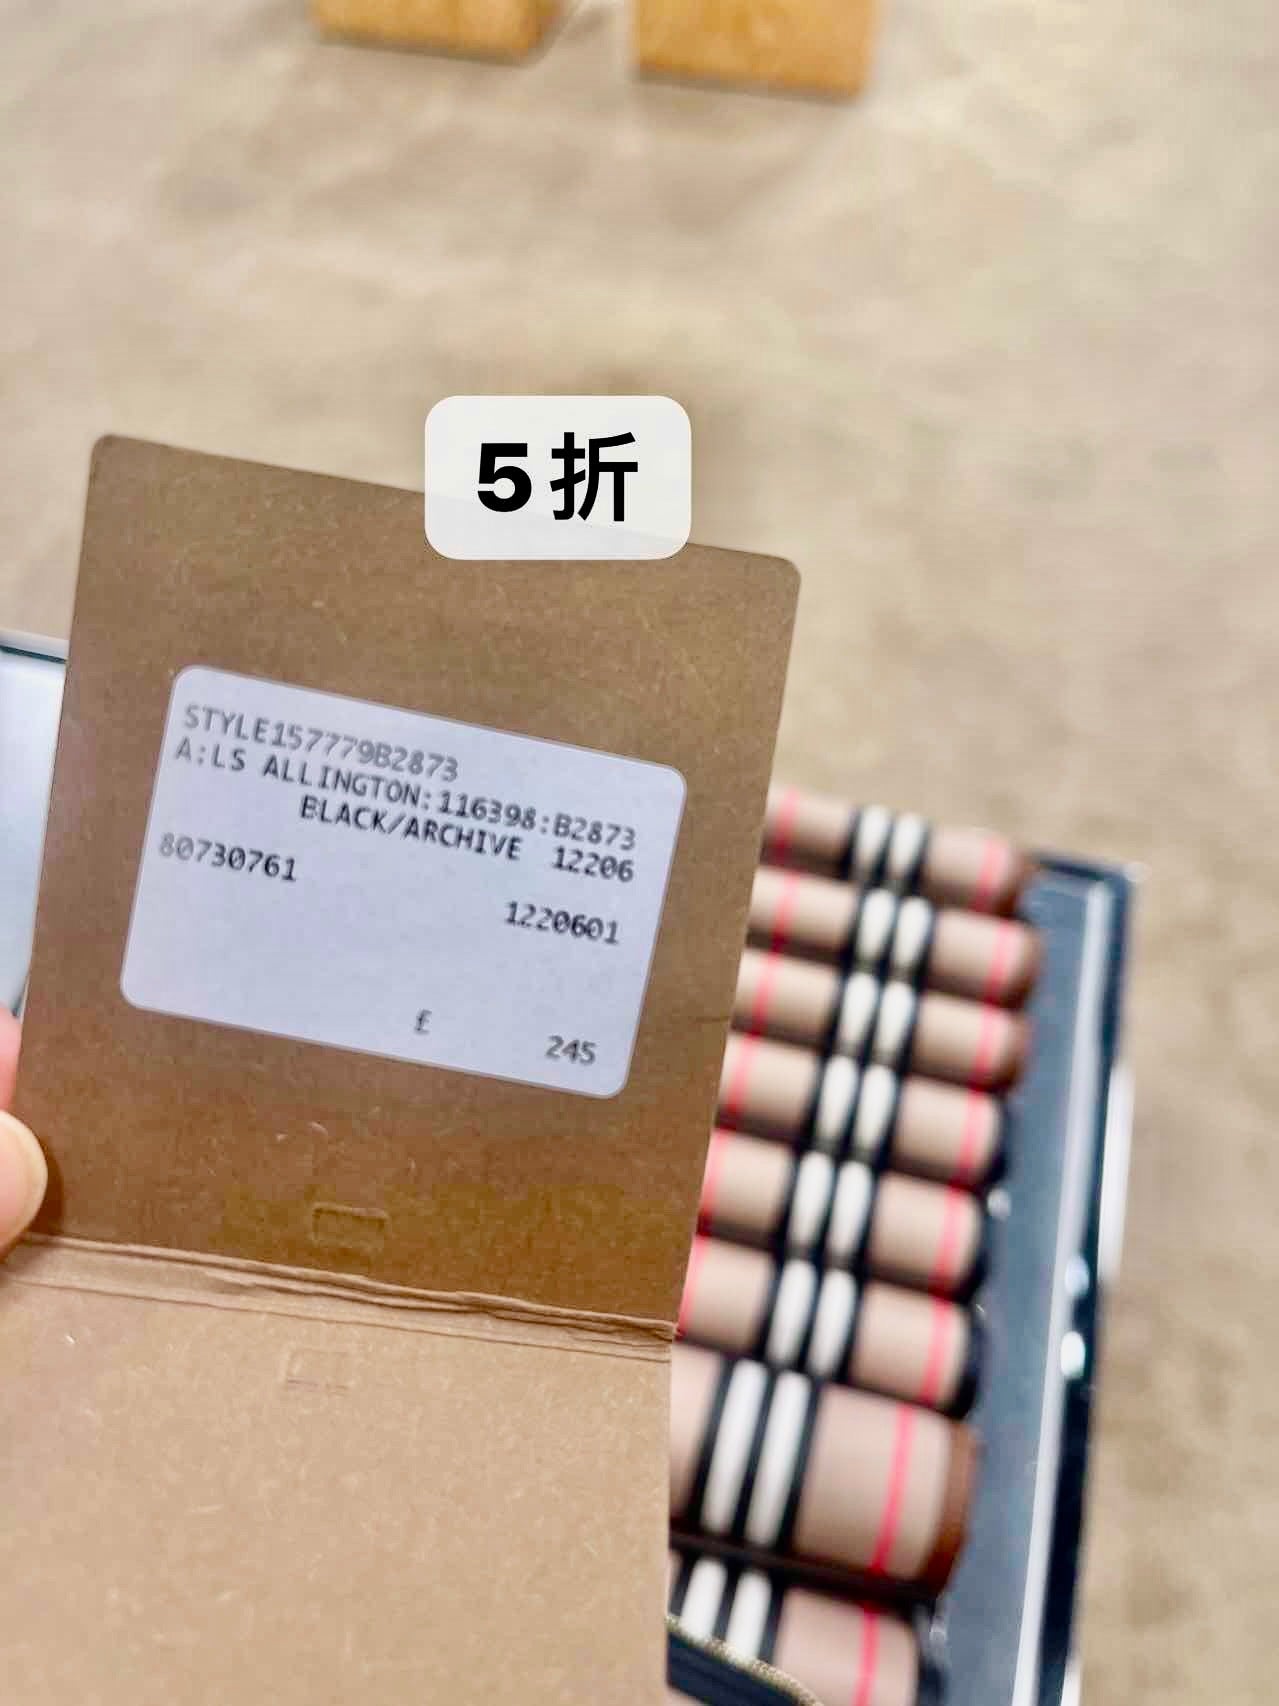 5折
STYLE157779B2873
A:LS ALLINGTON:116398:B2873
BLACK/ARCHIVE 12206
80730761
1220601
£ 245